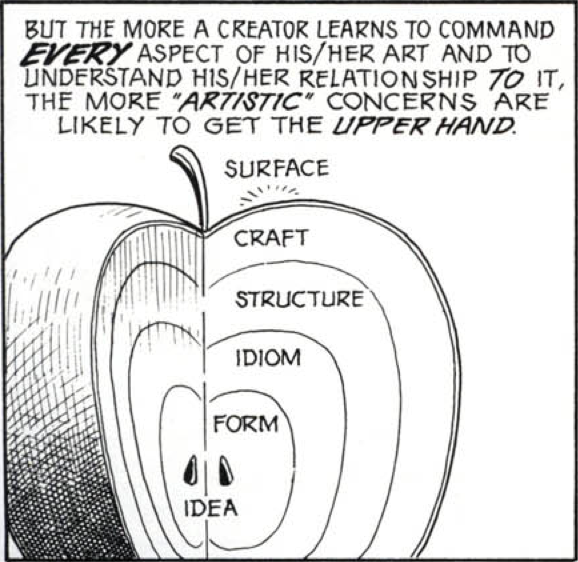 BUT THE MORE A CREATOR LEARNS TO COMMAND
EVERY ASPECT OF HIS/HER ART AND TO
UNDERSTAND HIS/HER RELATIONSHIP TO IT,
THE MORE "ARTISTIC" CONCERNS ARE
LIKELY TO GET THE UPPER HAND.
SURFACE
CRAFT
STRUCTURE
IDIOM
FORM
IDEA